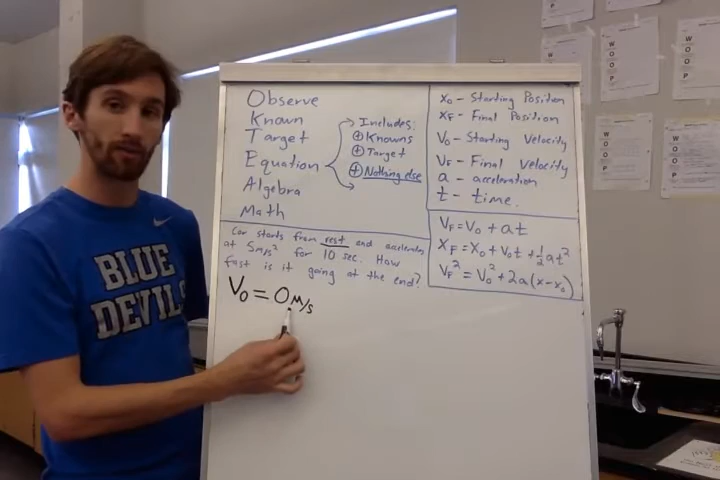 Observe
Known
Target
Equation
Algebra
Math
Includes:
+ Knowns
+ Target
+ Nothing else
X₀ - Starting Position
X_F - Final Position
V₀ - Starting Velocity
V_F - Final Velocity
a - acceleration
t - time.
V_F = V₀ + at
X_F = X₀ + V₀t + ½at²
V_F² = V₀² + 2a(x-x₀)
Car starts from rest and accelerates
at 5m/s² for 10 sec. How
fast is it going at the end?
V₀ = 0m/s
BLUE
DEVILS
W
O
O
P